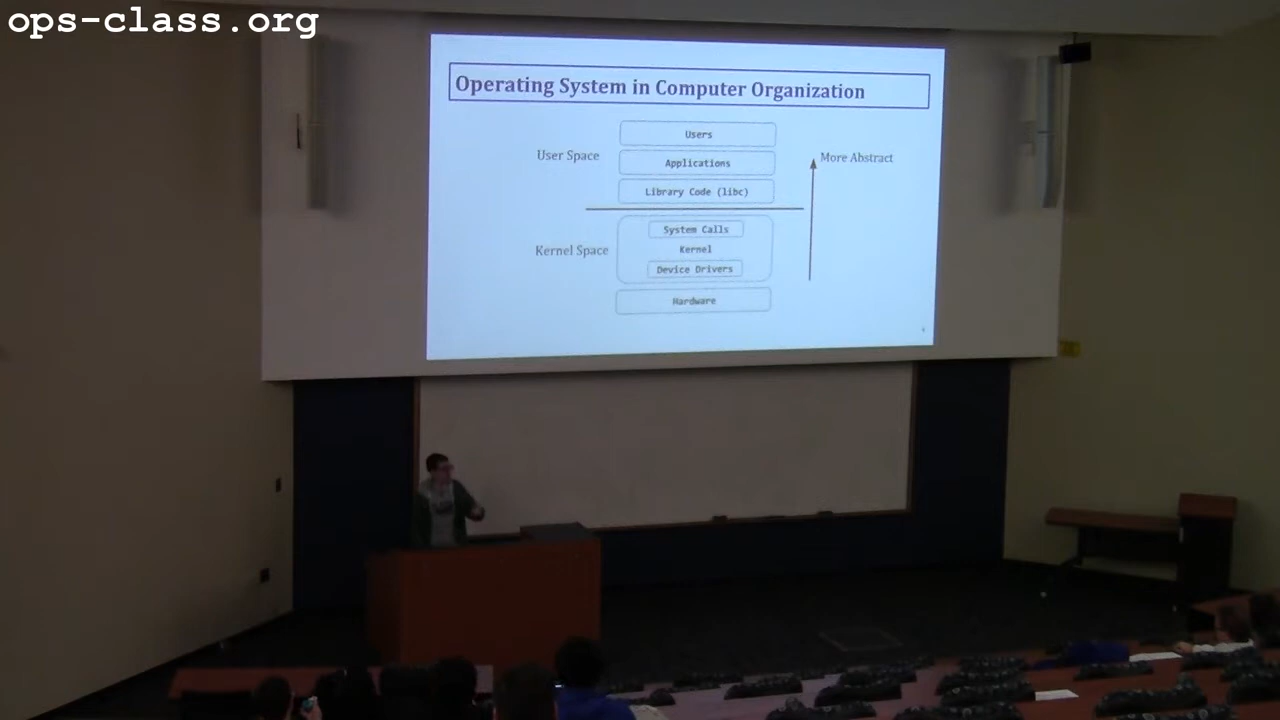 ops-class.org
Operating System in Computer Organization
Users
User Space
Applications
More Abstract
Library Code (libc)
System Calls
Kernel Space
Kernel
Device Drivers
Hardware